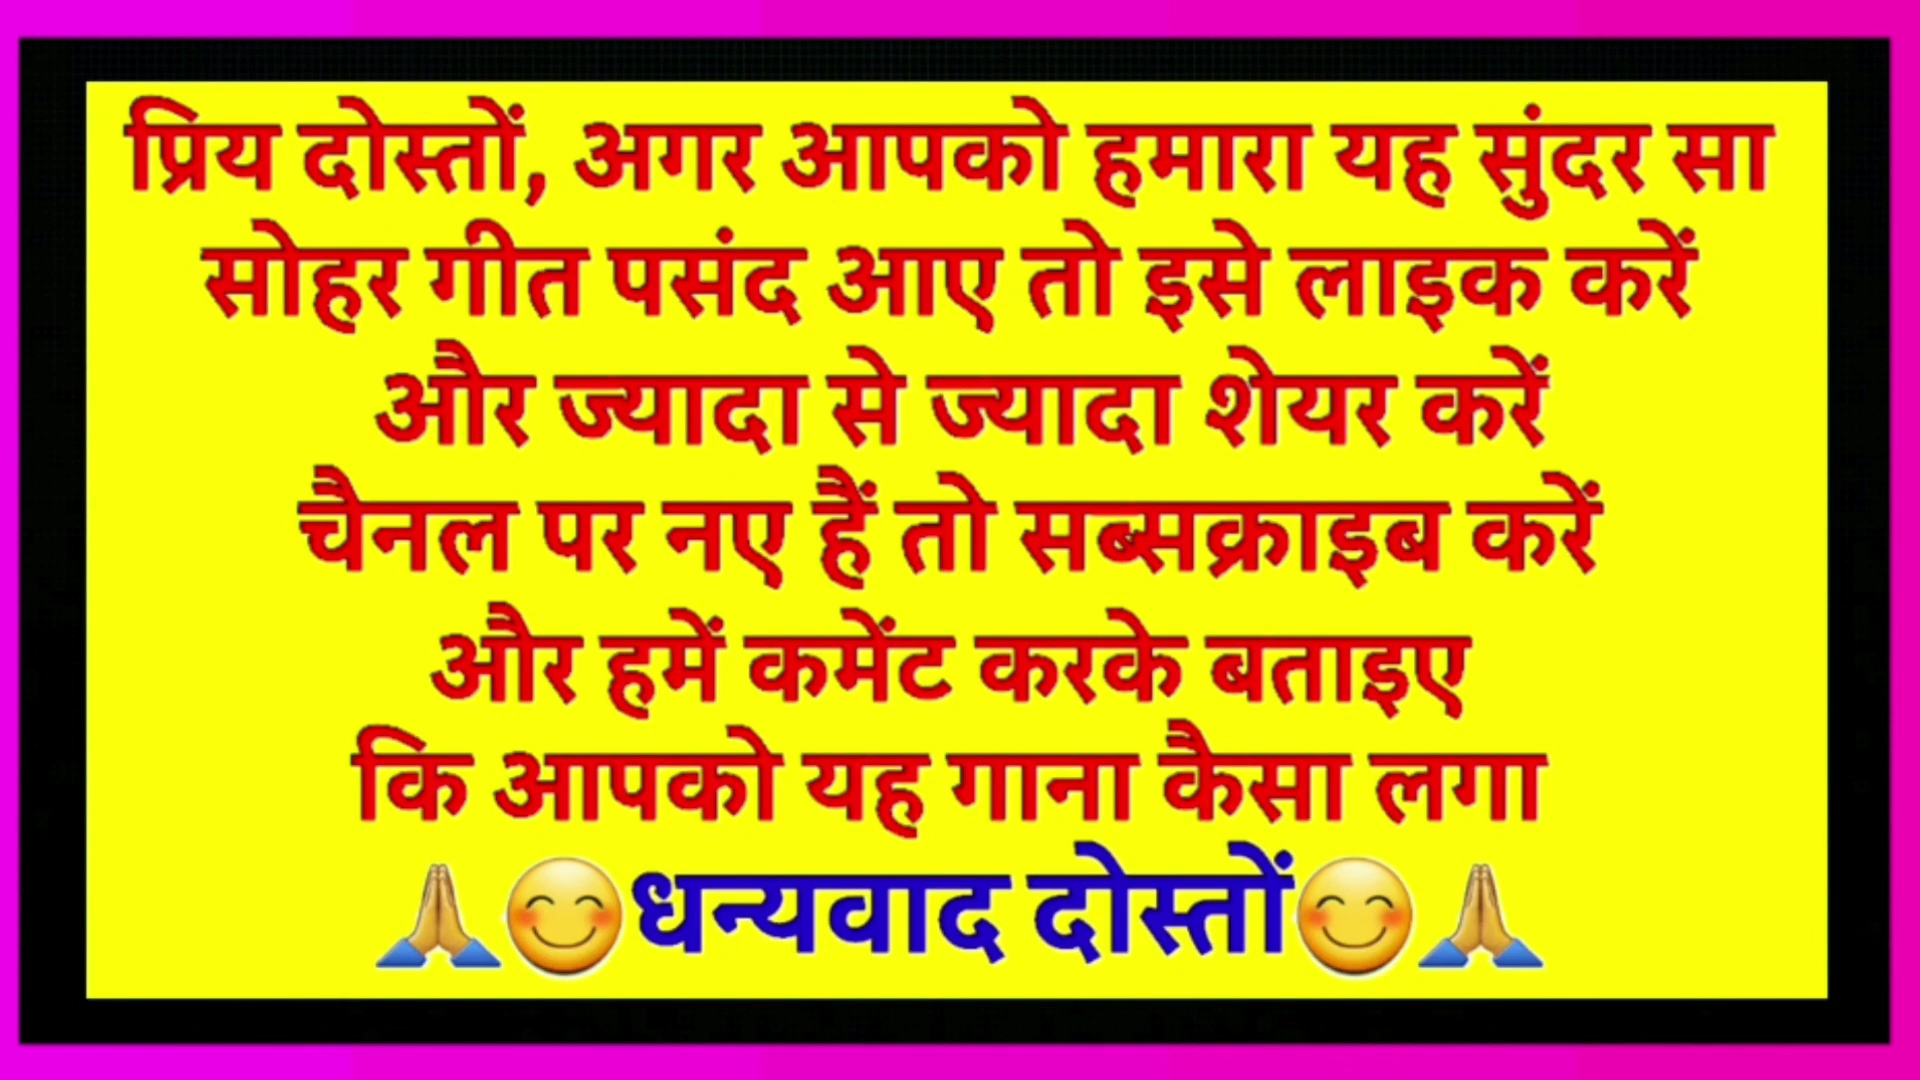 प्रिय दोस्तों, अगर आपको हमारा यह सुंदर सा
सोहर गीत पसंद आए तो इसे लाइक करें
और ज्यादा से ज्यादा शेयर करें
चैनल पर नए हैं तो सब्सक्राइब करें
और हमें कमेंट करके बताइए
कि आपको यह गाना कैसा लगा
🙏😊धन्यवाद दोस्तों😊🙏